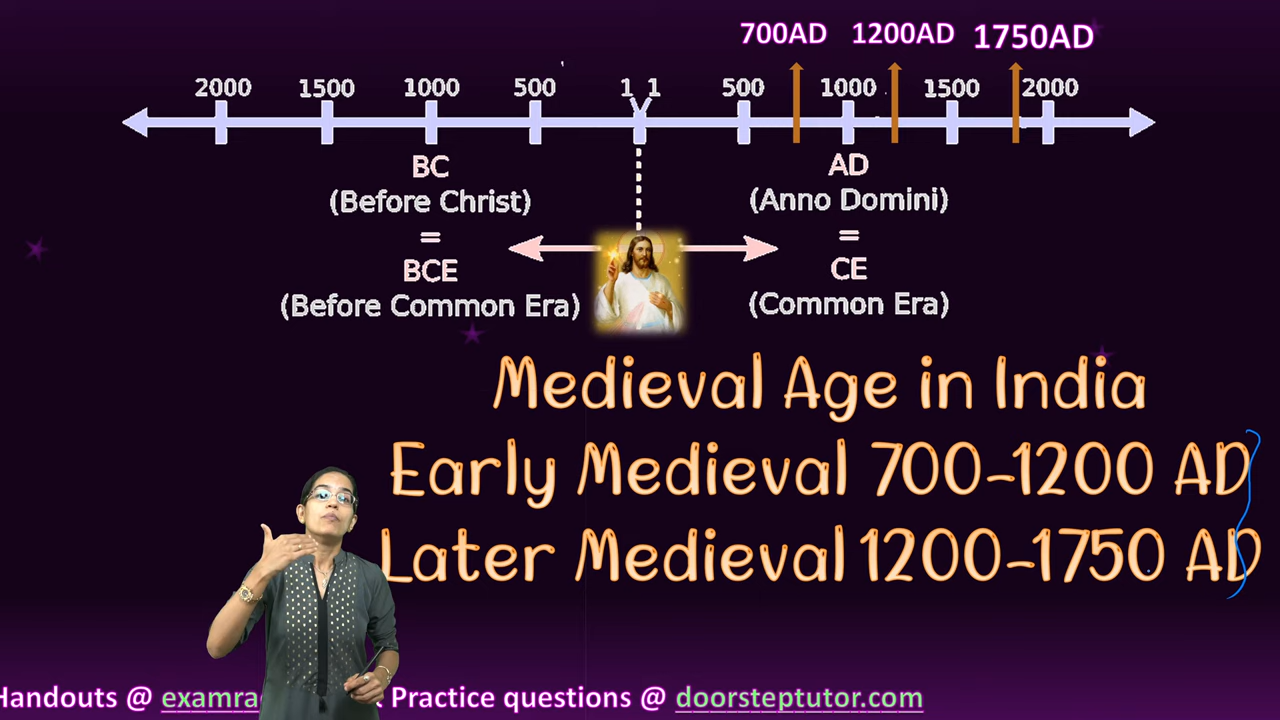 700AD 1200AD 1750AD
2000 1500 1000 500 1 1 500 1000 1500 2000
BC AD
(Before Christ) (Anno Domini)
= =
BCE CE
(Before Common Era) (Common Era)
Medieval Age in India
Early Medieval 700-1200 AD
Later Medieval 1200-1750 AD
Handouts @ Practice questions @ doorsteptutor.com